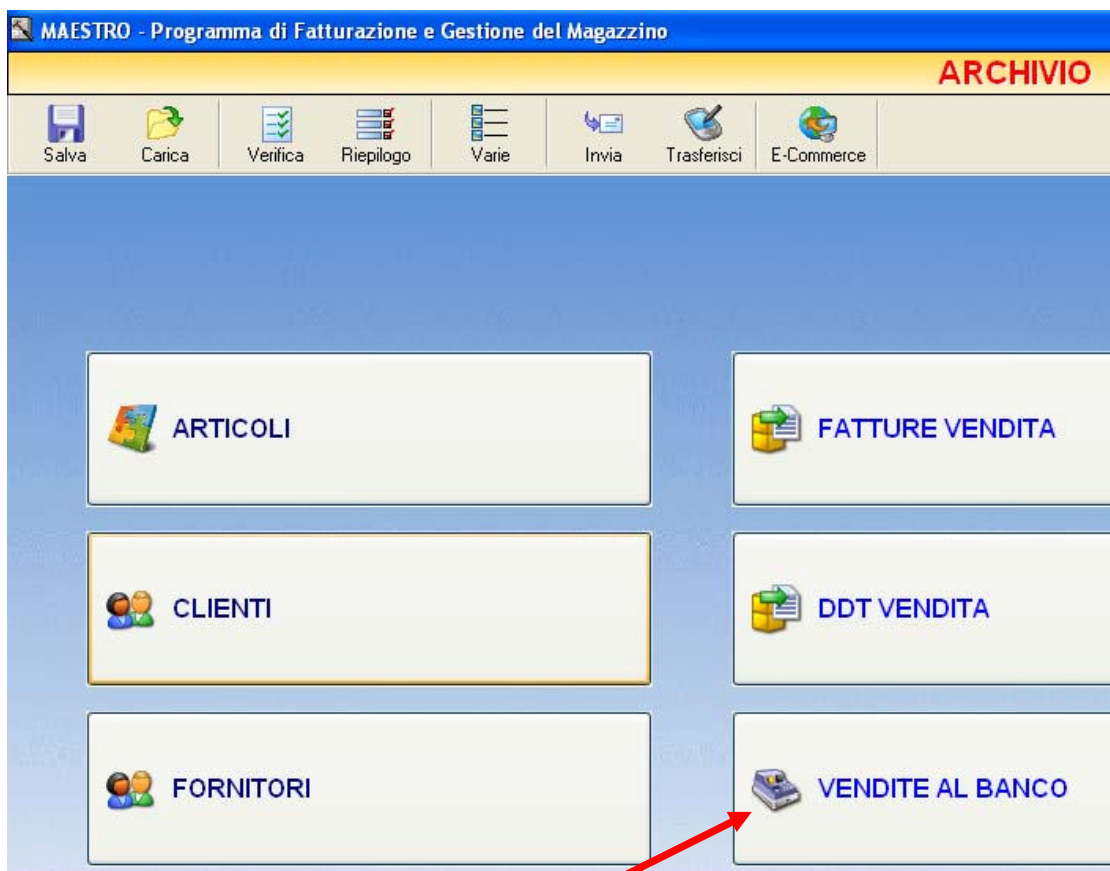 MAESTRO - Programma di Fatturazione e Gestione del Magazzino
ARCHIVIO
Salva Carica Verifica Riepilogo Varie Invia Trasferisci E-Commerce
ARTICOLI FATTURE VENDITA
CLIENTI DDT VENDITA
FORNITORI VENDITE AL BANCO